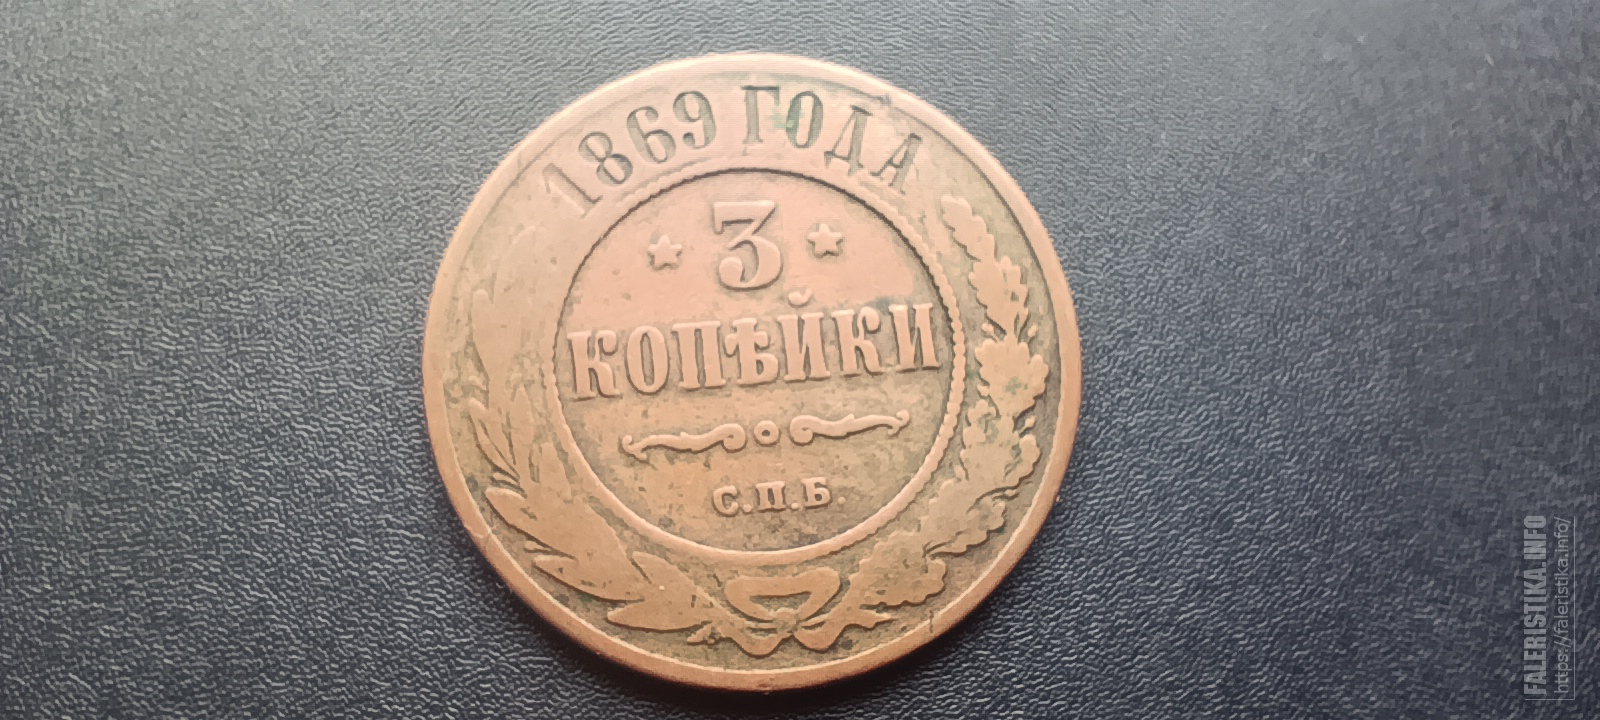 1869 ГОДА
3
КОПѢЙКИ
С.П.Б.
FALERISTIKA.INFO
https://faleristika.info/